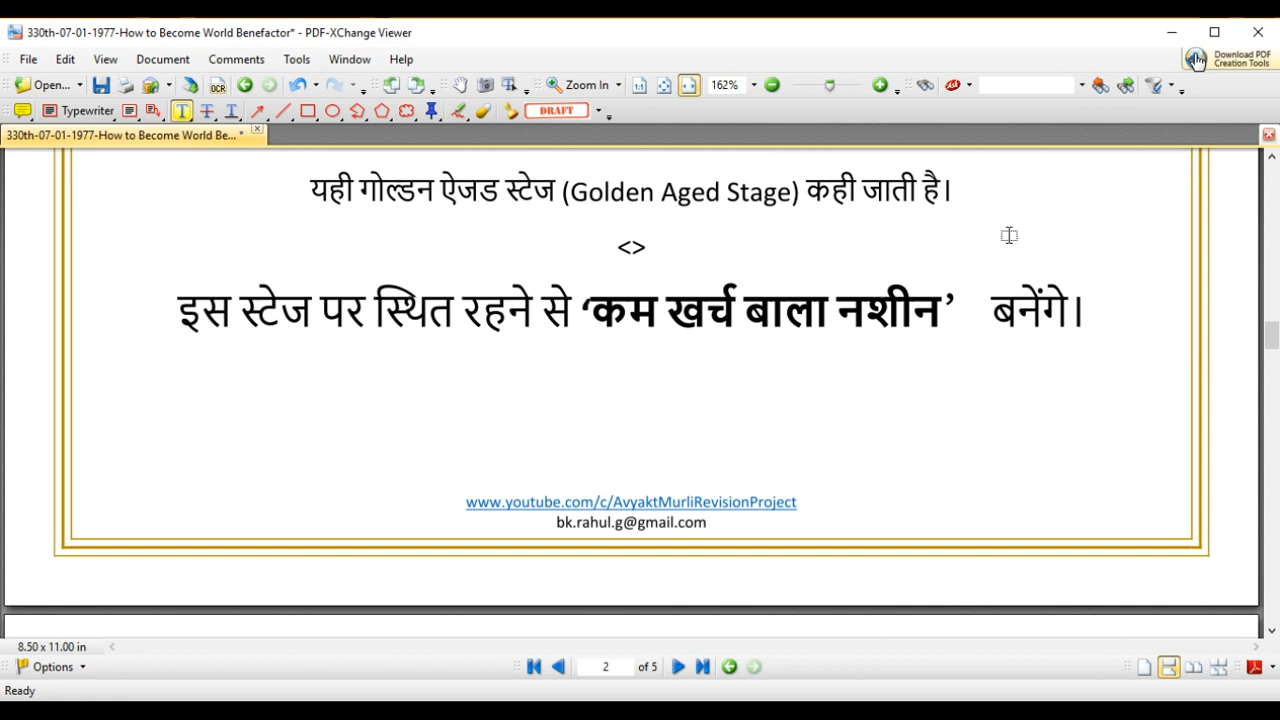 330th-07-01-1977-How to Become World Benefactor* - PDF-XChange Viewer
File Edit View Document Comments Tools Window Help
Download PDF
Creation Tools
Open... OCR Zoom In 162%
Typewriter DRAFT
330th-07-01-1977-How to Become World Be... *
यही गोल्डन ऐजड स्टेज (Golden Aged Stage) कही जाती है।
<>
इस स्टेज पर स्थित रहने से ‘कम खर्च बाला नशीन’ बनेंगे।
www.youtube.com/c/AvyaktMurliRevisionProject
bk.rahul.g@gmail.com
8.50 x 11.00 in
Options 2 of 5
Ready